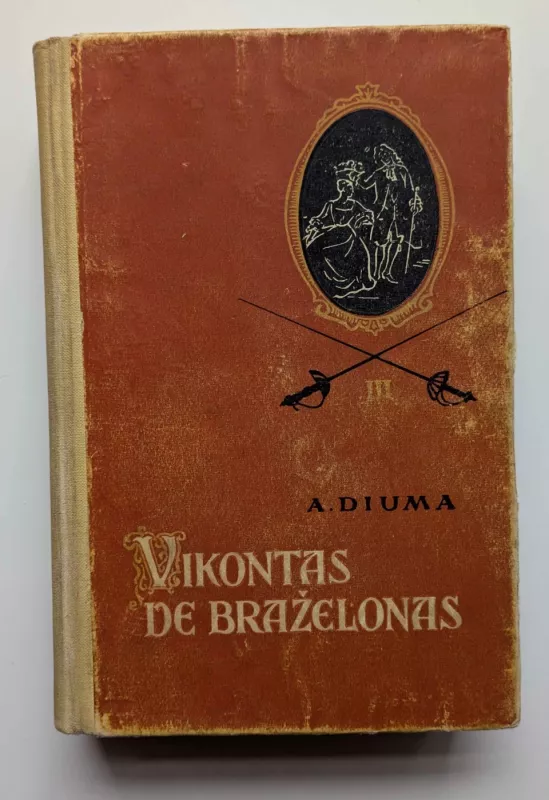 III
A. DIUMA
VIKONTAS
DE BRAŽELONAS